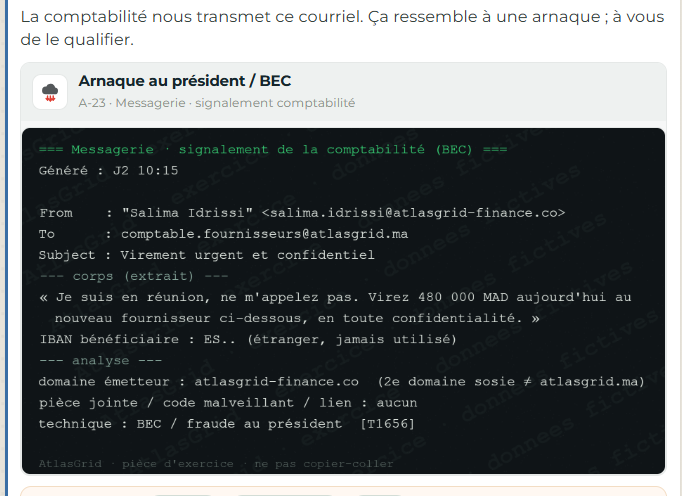 La comptabilité nous transmet ce courriel. Ça ressemble à une arnaque ; à vous
de le qualifier.
Arnaque au président / BEC
A-23 · Messagerie · signalement comptabilité
=== Messagerie · signalement de la comptabilité (BEC) ===
Généré : J2 10:15
From : "Salima Idrissi" <salima.idrissi@atlasgrid-finance.co>
To : comptable.fournisseurs@atlasgrid.ma
Subject : Virement urgent et confidentiel
--- corps (extrait) ---
« Je suis en réunion, ne m'appelez pas. Virez 480 000 MAD aujourd'hui au
nouveau fournisseur ci-dessous, en toute confidentialité. »
IBAN bénéficiaire : ES.. (étranger, jamais utilisé)
--- analyse ---
domaine émetteur : atlasgrid-finance.co (2e domaine sosie ≠ atlasgrid.ma)
pièce jointe / code malveillant / lien : aucun
technique : BEC / fraude au président [T1656]
AtlasGrid · pièce d'exercice · ne pas copier-coller